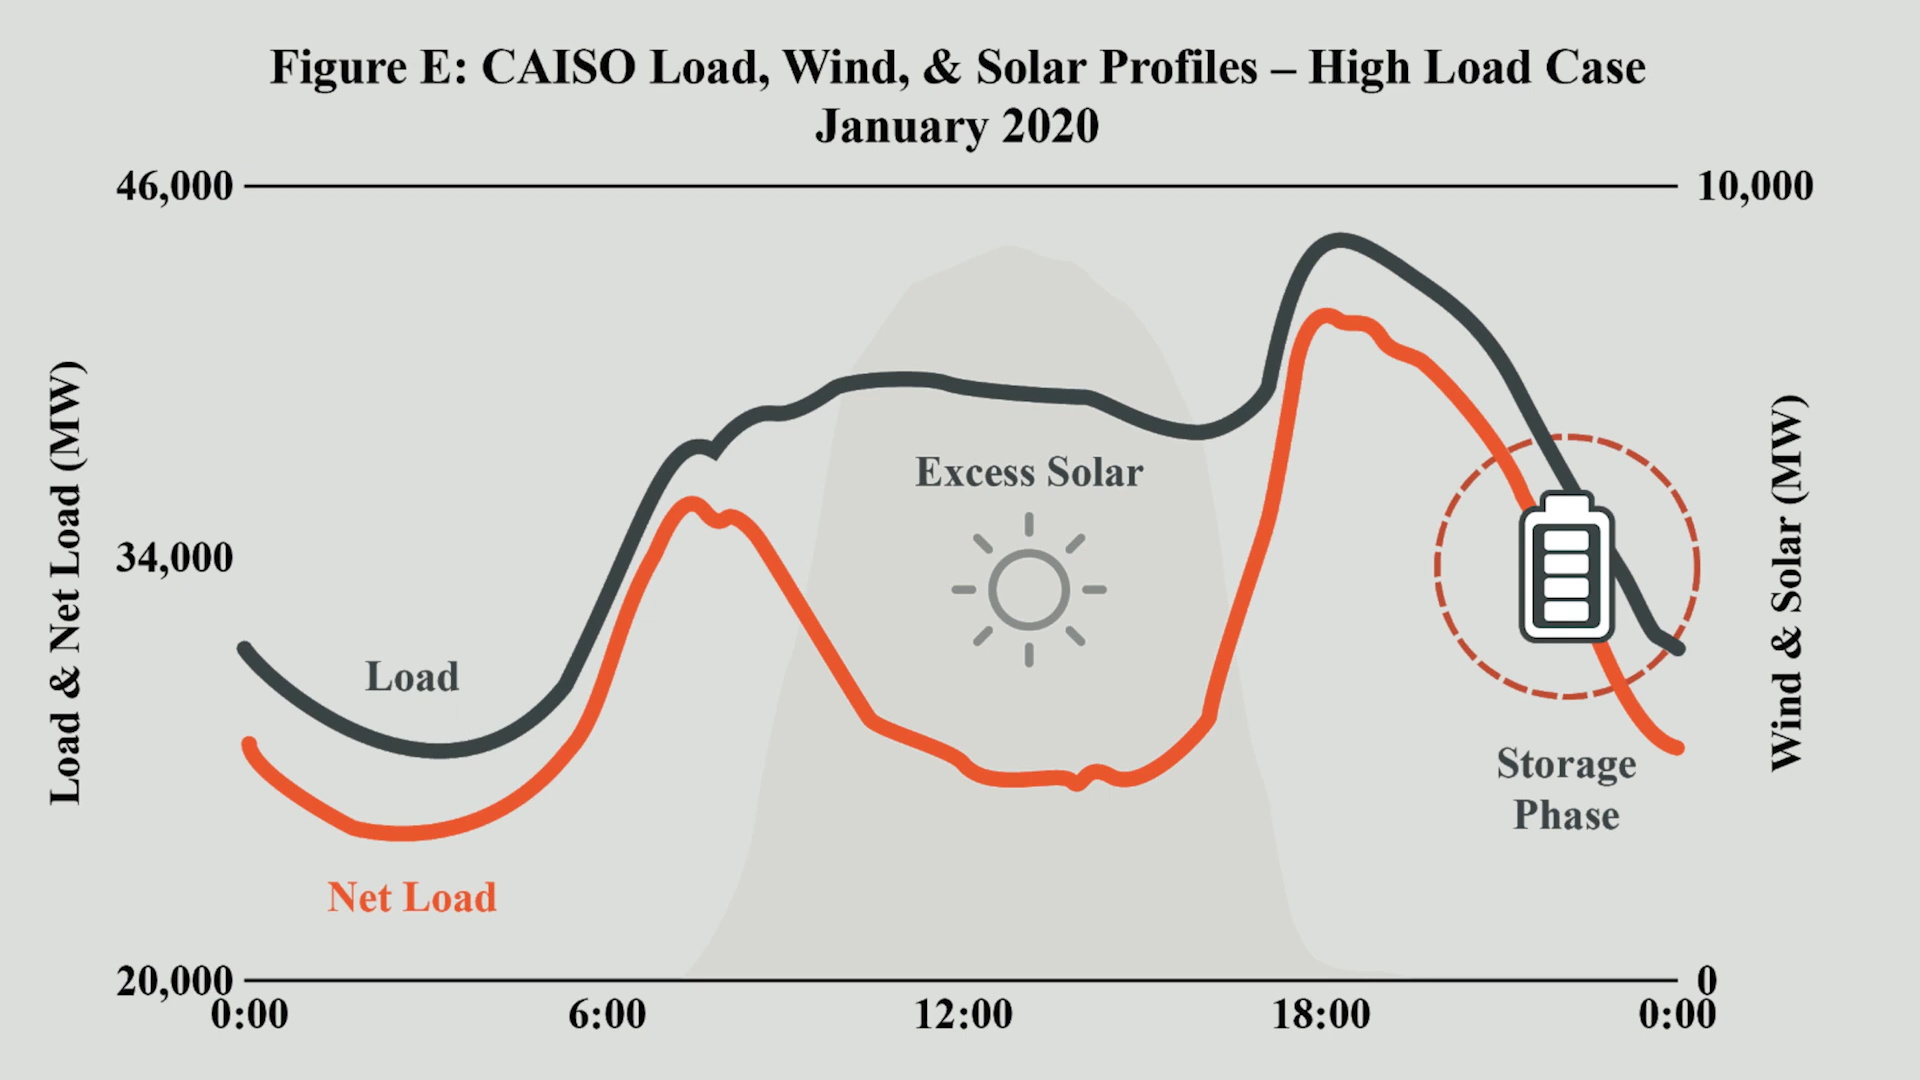 Figure E: CAISO Load, Wind, & Solar Profiles – High Load Case
January 2020
46,000
10,000
Load & Net Load (MW)
Wind & Solar (MW)
Excess Solar
34,000
Load
Storage
Phase
Net Load
20,000
0
0:00
6:00
12:00
18:00
0:00